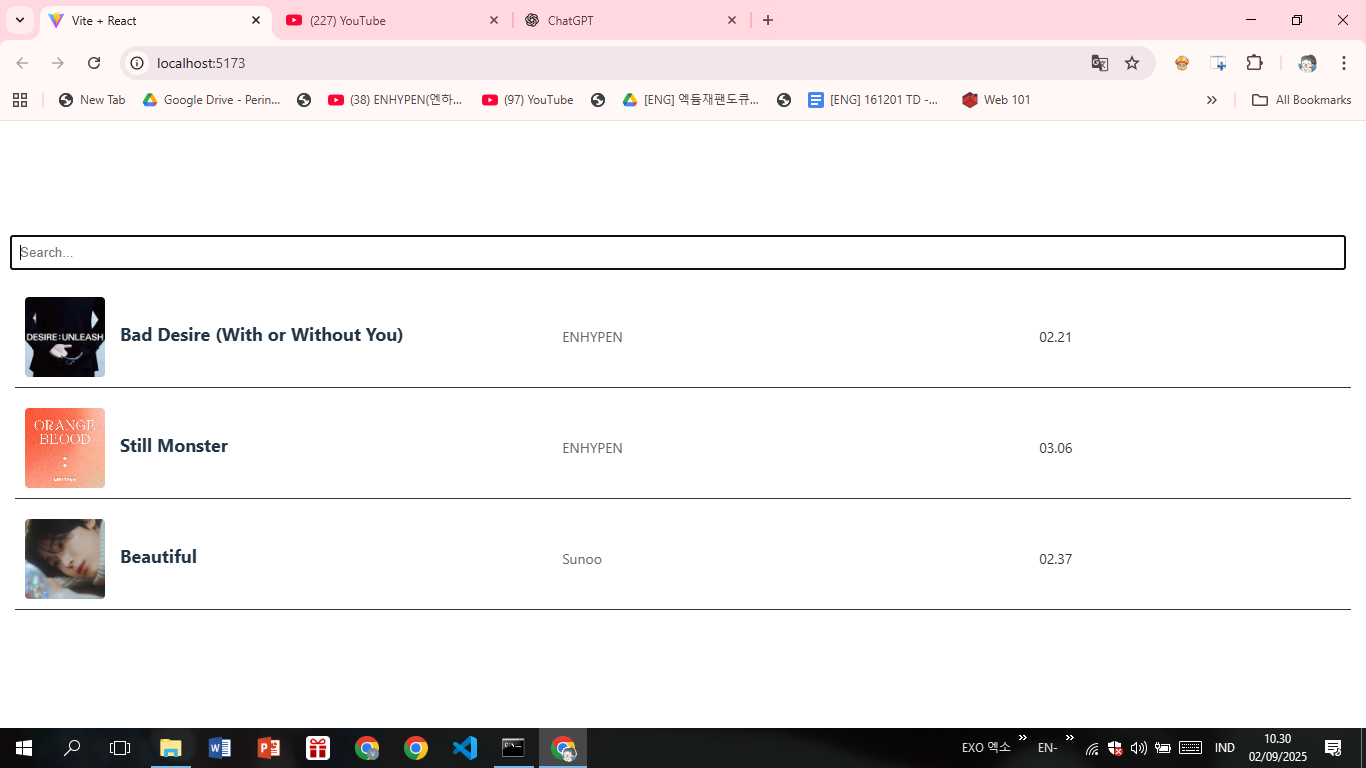 Vite + React
(227) YouTube
ChatGPT
localhost:5173
New Tab
Google Drive - Perin...
(38) ENHYPEN(엔하...
(97) YouTube
[ENG] 엑듐재팬도큐...
[ENG] 161201 TD -...
Web 101
All Bookmarks
Search...
DESIRE:UNLEASH
Bad Desire (With or Without You)
ENHYPEN
02.21
ORANGE
BLOOD
ENHYPEN
Still Monster
ENHYPEN
03.06
Beautiful
Sunoo
02.37
EXO 엑소
EN-
IND
10.30
02/09/2025